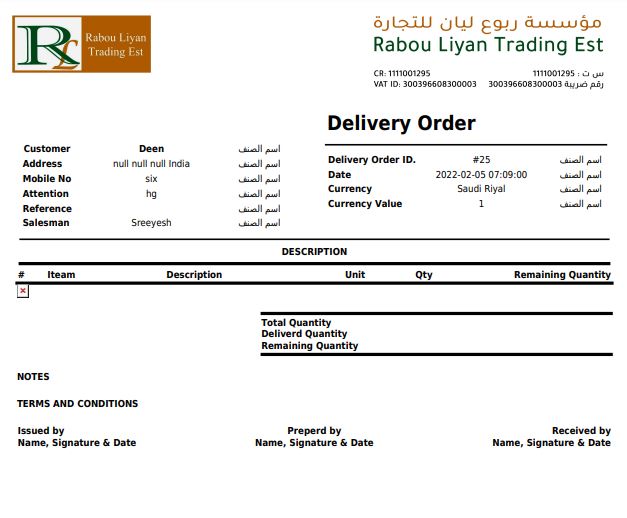 Rabou Liyan
Trading Est
مؤسسة ربوع ليان للتجارة
Rabou Liyan Trading Est
CR: 1111001295 س ت : 1111001295
VAT ID: 300396608300003 رقم ضريبة 300396608300003
Delivery Order
Customer Deen اسم الصنف
Address null null null India اسم الصنف
Mobile No six اسم الصنف
Attention hg اسم الصنف
Reference اسم الصنف
Salesman Sreeyesh اسم الصنف
Delivery Order ID. #25 اسم الصنف
Date 2022-02-05 07:09:00 اسم الصنف
Currency Saudi Riyal اسم الصنف
Currency Value 1 اسم الصنف
DESCRIPTION
# Iteam Description Unit Qty Remaining Quantity
Total Quantity
Deliverd Quantity
Remaining Quantity
NOTES
TERMS AND CONDITIONS
Issued by Preperd by Received by
Name, Signature & Date Name, Signature & Date Name, Signature & Date